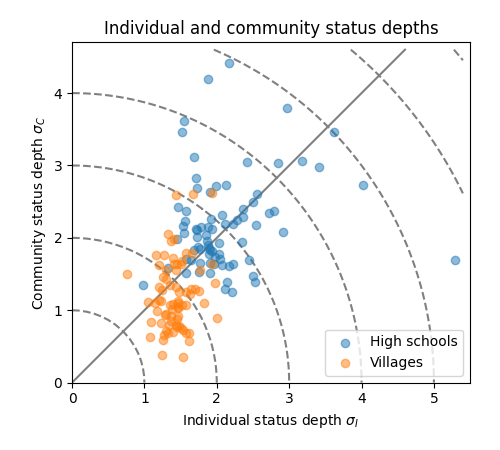 Individual and community status depths
Community status depth σ_C
4
3
2
1
0
0 1 2 3 4 5
Individual status depth σ_I
High schools
Villages